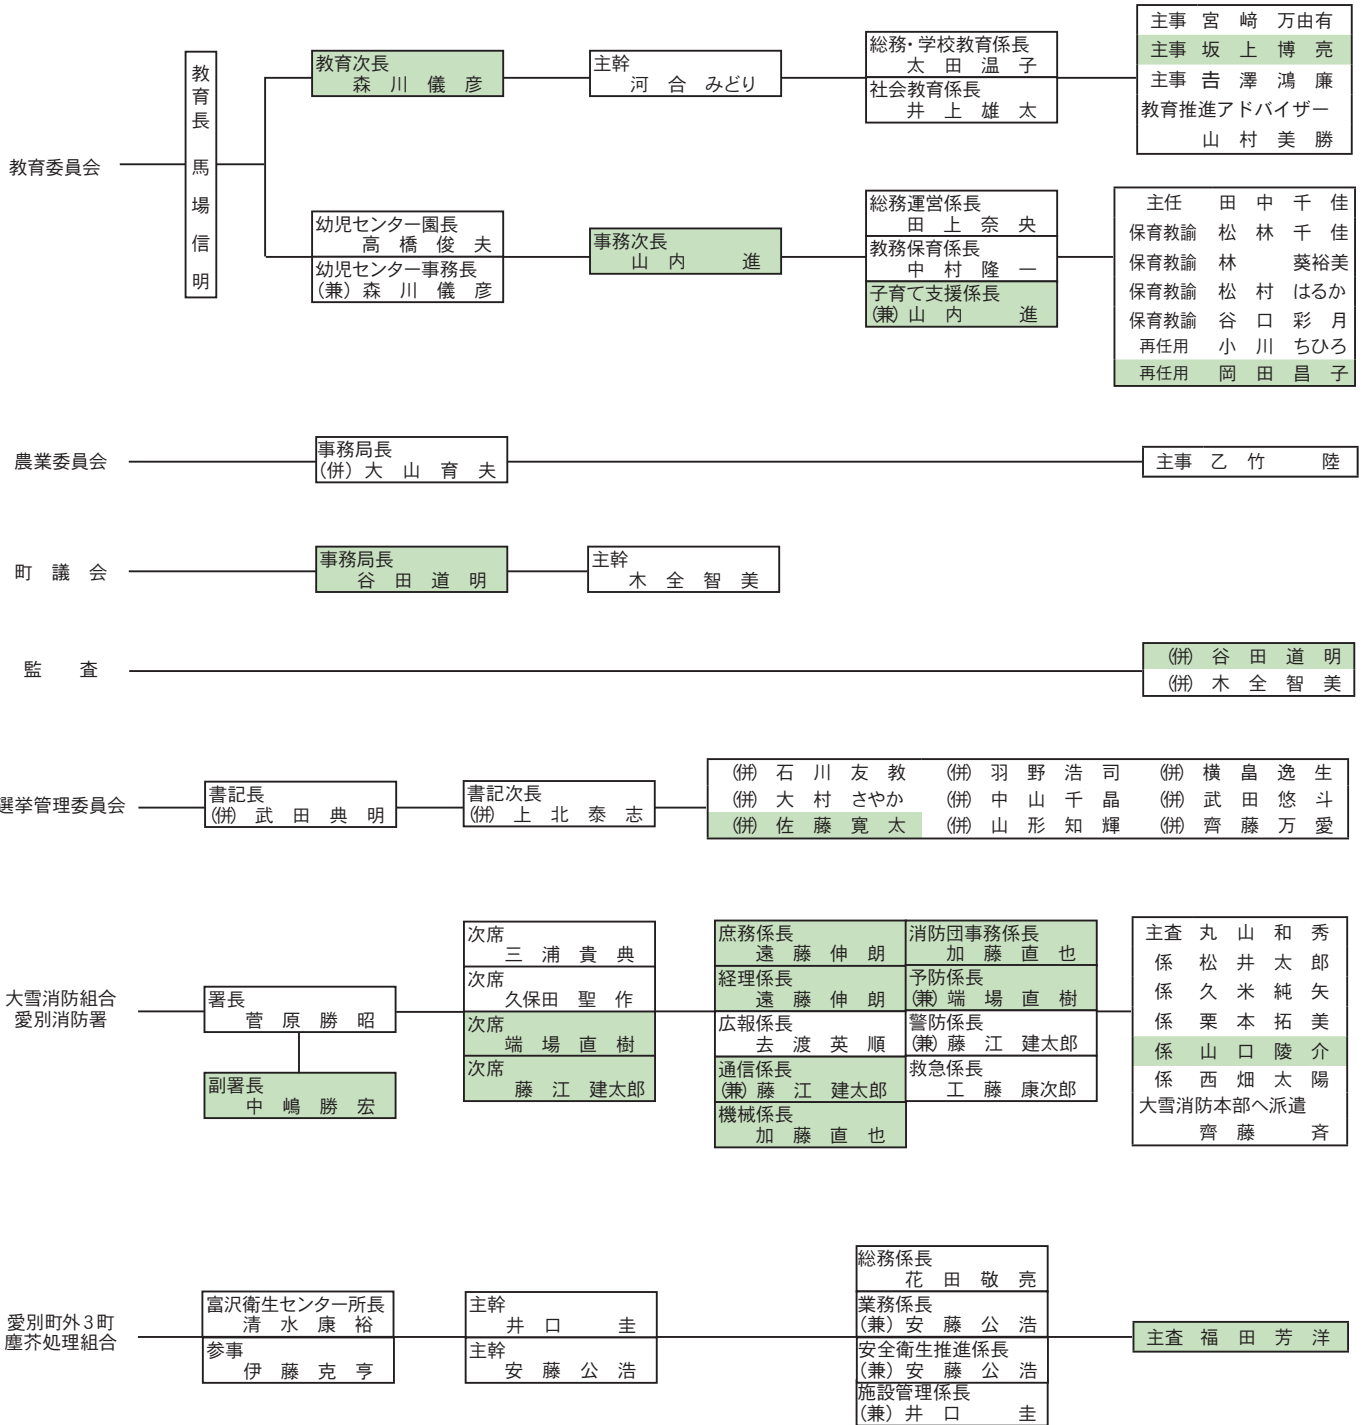 教育委員会
教育長 馬場信明
教育次長
森川儀彦
主幹
河合みどり
総務・学校教育係長
太田温子
社会教育係長
井上雄太
主事 宮﨑万由有
主事 坂上博亮
主事 𠮷澤鴻廉
教育推進アドバイザー
山村美勝
幼児センター園長
高橋俊夫
幼児センター事務長
(兼)森川儀彦
事務次長
山内進
総務運営係長
田上奈央
教務保育係長
中村隆一
子育て支援係長
(兼)山内進
主任 田中千佳
保育教諭 松林千佳
保育教諭 林葵裕美
保育教諭 松村はるか
保育教諭 谷口彩月
再任用 小川ちひろ
再任用 岡田昌子
農業委員会
事務局長
(併)大山育夫
主事 乙竹陸
町議会
事務局長
谷田道明
主幹
木全智美
監査
(併) 谷田道明
(併) 木全智美
選挙管理委員会
書記長
(併) 武田典明
書記次長
(併) 上北泰志
(併) 石川友教 (併) 羽野浩司 (併) 横畠逸生
(併) 大村さやか (併) 中山千晶 (併) 武田悠斗
(併) 佐藤寛太 (併) 山形知輝 (併) 齊藤万愛
大雪消防組合
愛別消防署
署長
菅原勝昭
副署長
中嶋勝宏
次席
三浦貴典
次席
久保田聖作
次席
端場直樹
次席
藤江建太郎
庶務係長
遠藤伸朗
経理係長
遠藤伸朗
広報係長
去渡英順
通信係長
(兼)藤江建太郎
機械係長
加藤直也
消防団事務係長
加藤直也
予防係長
(兼)端場直樹
警防係長
(兼)藤江建太郎
救急係長
工藤康次郎
主査 丸山和秀
係 松井太郎
係 久米純矢
係 栗本拓美
係 山口陵介
係 西畑太陽
大雪消防本部へ派遣
齊藤斉
愛別町外3町
塵芥処理組合
富沢衛生センター所長
清水康裕
参事
伊藤克亨
主幹
井口圭
主幹
安藤公浩
総務係長
花田敬亮
業務係長
(兼)安藤公浩
安全衛生推進係長
(兼)安藤公浩
施設管理係長
(兼)井口圭
主査 福田芳洋